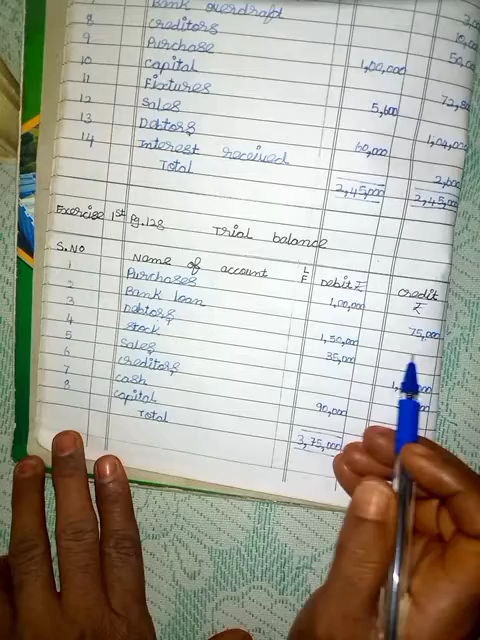 Bank overdraft
8 Creditors
9 Purchase 1,00,000
10 Capital
11 Fixtures 5,600
12 Sales
13 Debtors 60,000
14 Interest received
Total 2,45,000 2,45,000
Exercise 1st Pg.128 Trial balance
S.No Name of account L F Debit ₹ Credit ₹
1 Purchases 1,00,000
2 Bank loan 75,000
3 Debtors 1,50,000
4 Stock 35,000
5 Sales
6 Creditors
7 Cash 90,000
8 Capital
Total 3,75,000